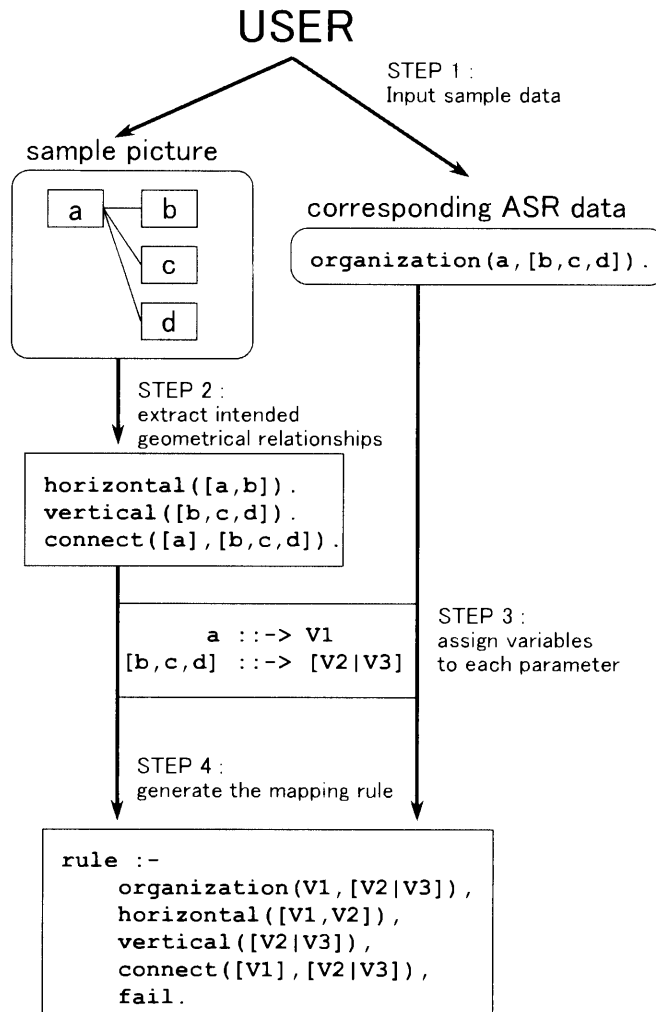 USER
STEP 1 :
Input sample data
sample picture
a
b
c
d
corresponding ASR data
organization(a,[b,c,d]).
STEP 2 :
extract intended
geometrical relationships
horizontal([a,b]).
vertical([b,c,d]).
connect([a],[b,c,d]).
a ::-> V1
[b,c,d] ::-> [V2|V3]
STEP 3 :
assign variables
to each parameter
STEP 4 :
generate the mapping rule
rule :-
organization(V1,[V2|V3]),
horizontal([V1,V2]),
vertical([V2|V3]),
connect([V1],[V2|V3]),
fail.